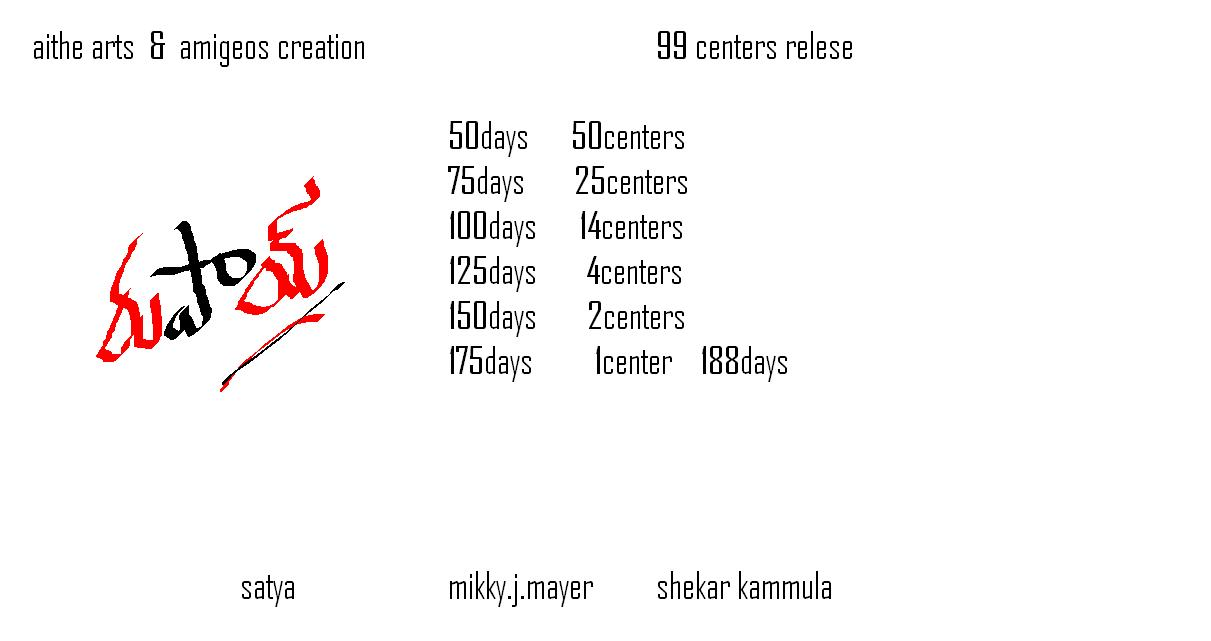 aithe arts & amigeos creation 99 centers relese
50days 50centers
75days 25centers
100days 14centers
125days 4centers
150days 2centers
175days 1center 188days
satya mikky.j.mayer shekar kammula